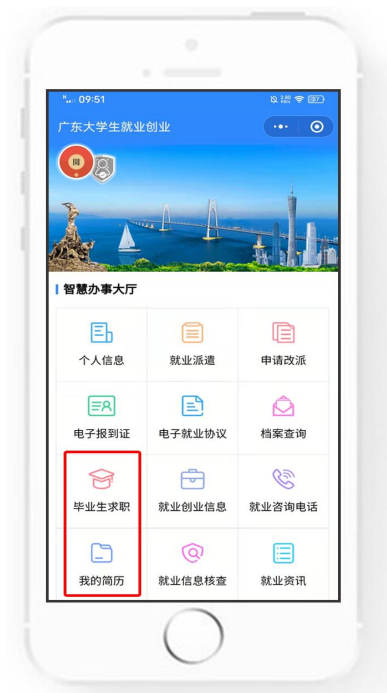 09:51
广东大学生就业创业
智慧办事大厅
个人信息
就业派遣
申请改派
电子报到证
电子就业协议
档案查询
毕业生求职
就业创业信息
就业咨询电话
我的简历
就业信息核查
就业资讯